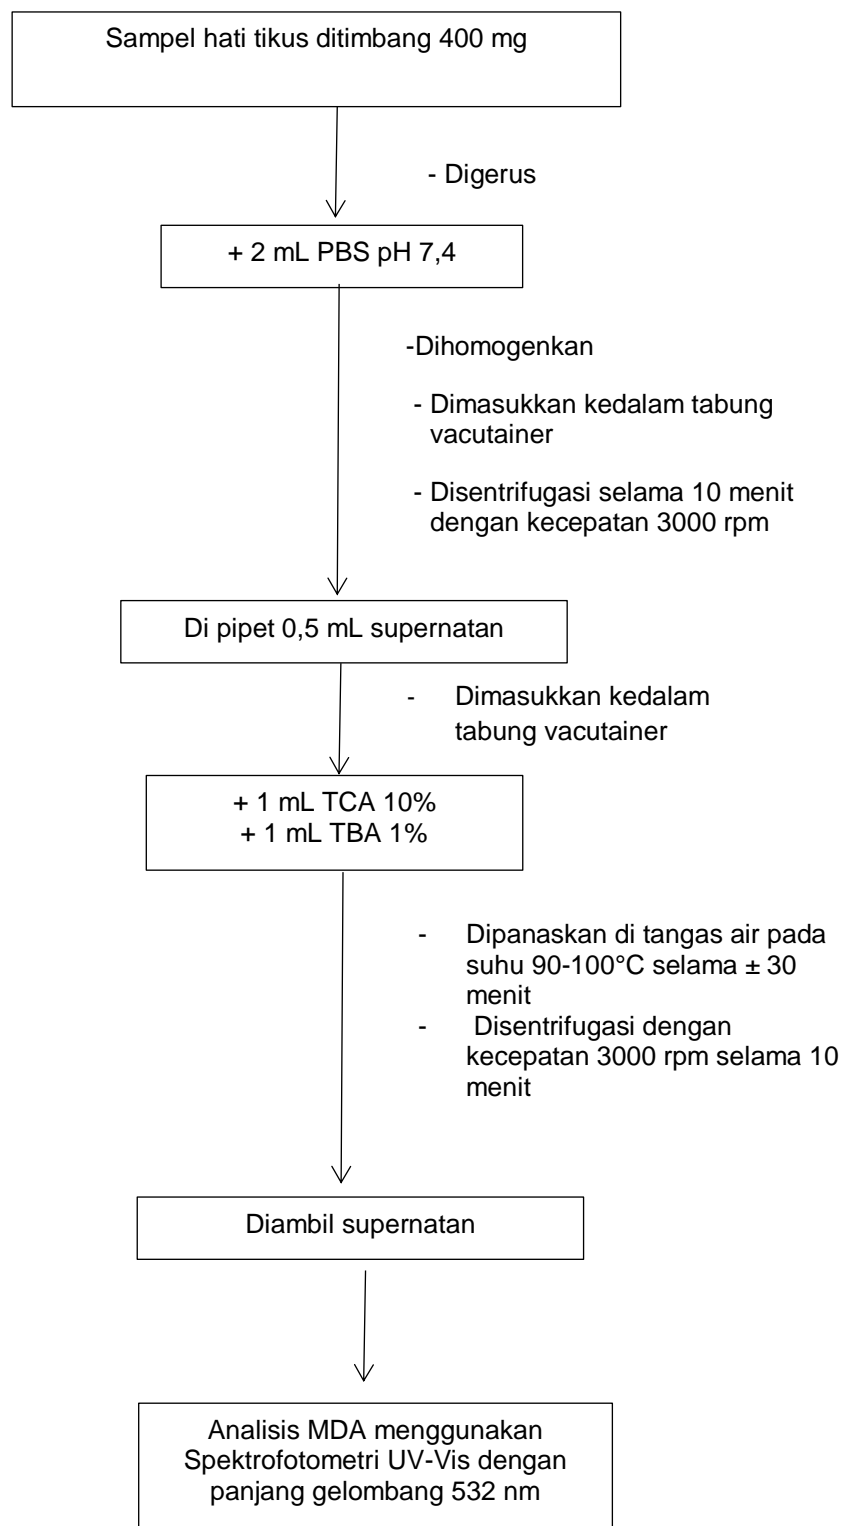 Sampel hati tikus ditimbang 400 mg
- Digerus
+ 2 mL PBS pH 7,4
-Dihomogenkan
- Dimasukkan kedalam tabung
vacutainer
- Disentrifugasi selama 10 menit
dengan kecepatan 3000 rpm
Di pipet 0,5 mL supernatan
- Dimasukkan kedalam
tabung vacutainer
+ 1 mL TCA 10%
+ 1 mL TBA 1%
- Dipanaskan di tangas air pada
suhu 90-100°C selama ± 30
menit
- Disentrifugasi dengan
kecepatan 3000 rpm selama 10
menit
Diambil supernatan
Analisis MDA menggunakan
Spektrofotometri UV-Vis dengan
panjang gelombang 532 nm